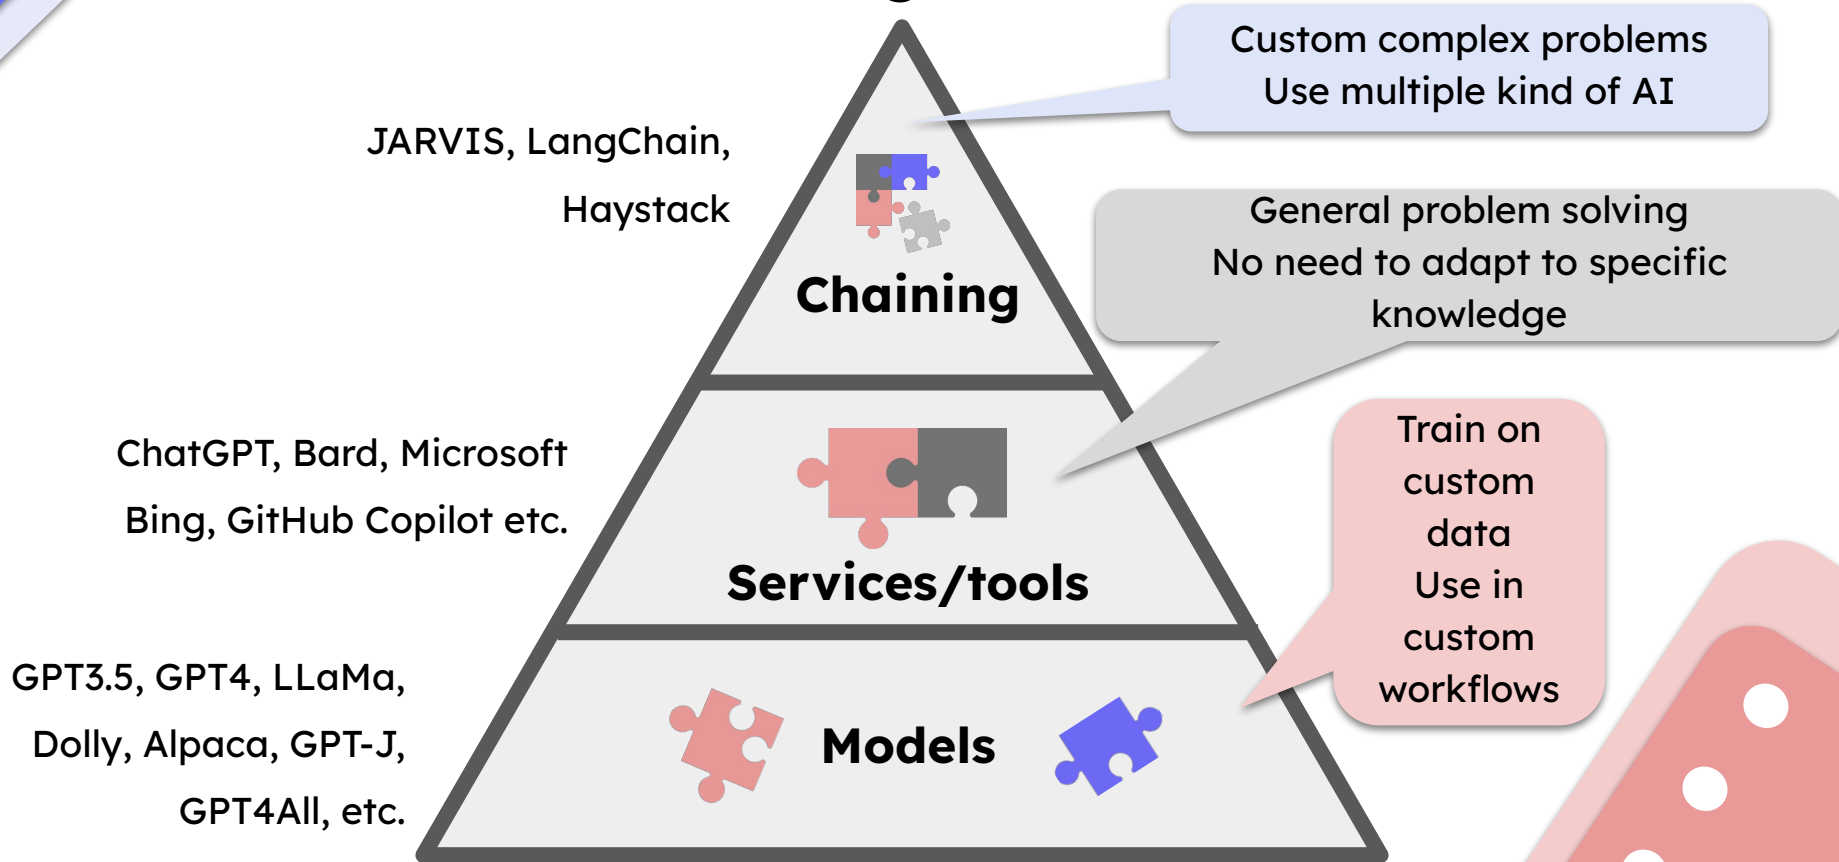 Custom complex problems
Use multiple kind of AI
JARVIS, LangChain,
Haystack
Chaining
General problem solving
No need to adapt to specific
knowledge
ChatGPT, Bard, Microsoft
Bing, GitHub Copilot etc.
Services/tools
Train on
custom
data
Use in
custom
workflows
GPT3.5, GPT4, LLaMa,
Dolly, Alpaca, GPT-J,
GPT4All, etc.
Models